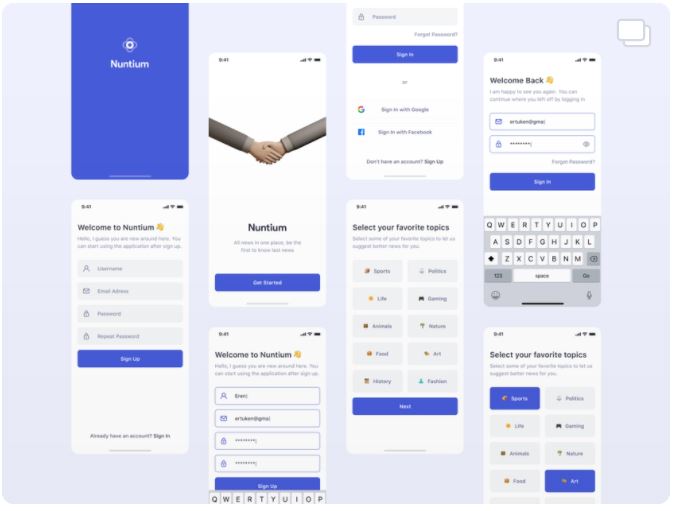 Nuntium
9:41
Welcome to Nuntium 👋
Hello, I guess you are new around here. You
can start using the application after sign up.
Username
Email Adress
Password
Repeat Password
Sign Up
Already have an account? Sign In
9:41
Nuntium
All news in one place, be the
first to know last news
Get Started
9:41
Welcome to Nuntium 👋
Hello, I guess you are new around here. You
can start using the application after sign up.
Eren|
ertuken@gma|
********|
********|
Sign Up
Q W E R T Y U I O P
Password
Forgot Password?
Sign In
or
Sign In with Google
Sign In with Facebook
Don't have an account? Sign Up
9:41
Select your favorite topics
Select some of your favorite topics to let us
suggest better news for you.
Sports
Politics
Life
Gaming
Animals
Nature
Food
Art
History
Fashion
Next
9:41
Welcome Back 👋
I am happy to see you again. You can
continue where you left off by logging in
ertuken@gma|
********|
Forgot Password?
Sign In
Q W E R T Y U I O P
A S D F G H J K L
Z X C V B N M
123 space Go
9:41
Select your favorite topics
Select some of your favorite topics to let us
suggest better news for you.
Sports
Politics
Life
Gaming
Animals
Nature
Food
Art